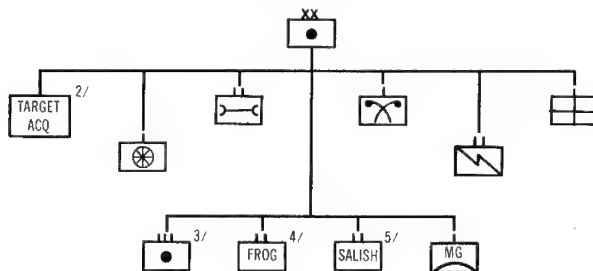 XX
TARGET
ACQ
2/
3/
FROG
4/
SALISH
5/
MG